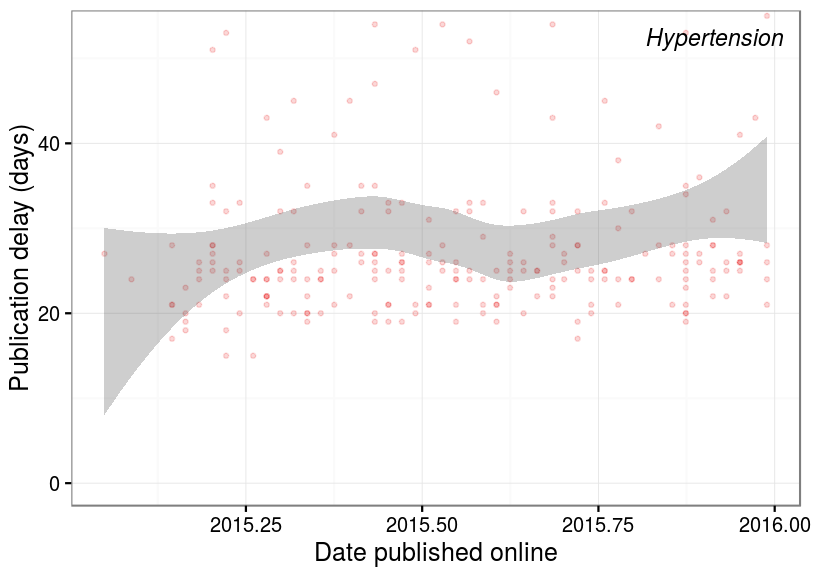 Hypertension
Publication delay (days)
40
20
0
2015.25
2015.50
2015.75
2016.00
Date published online